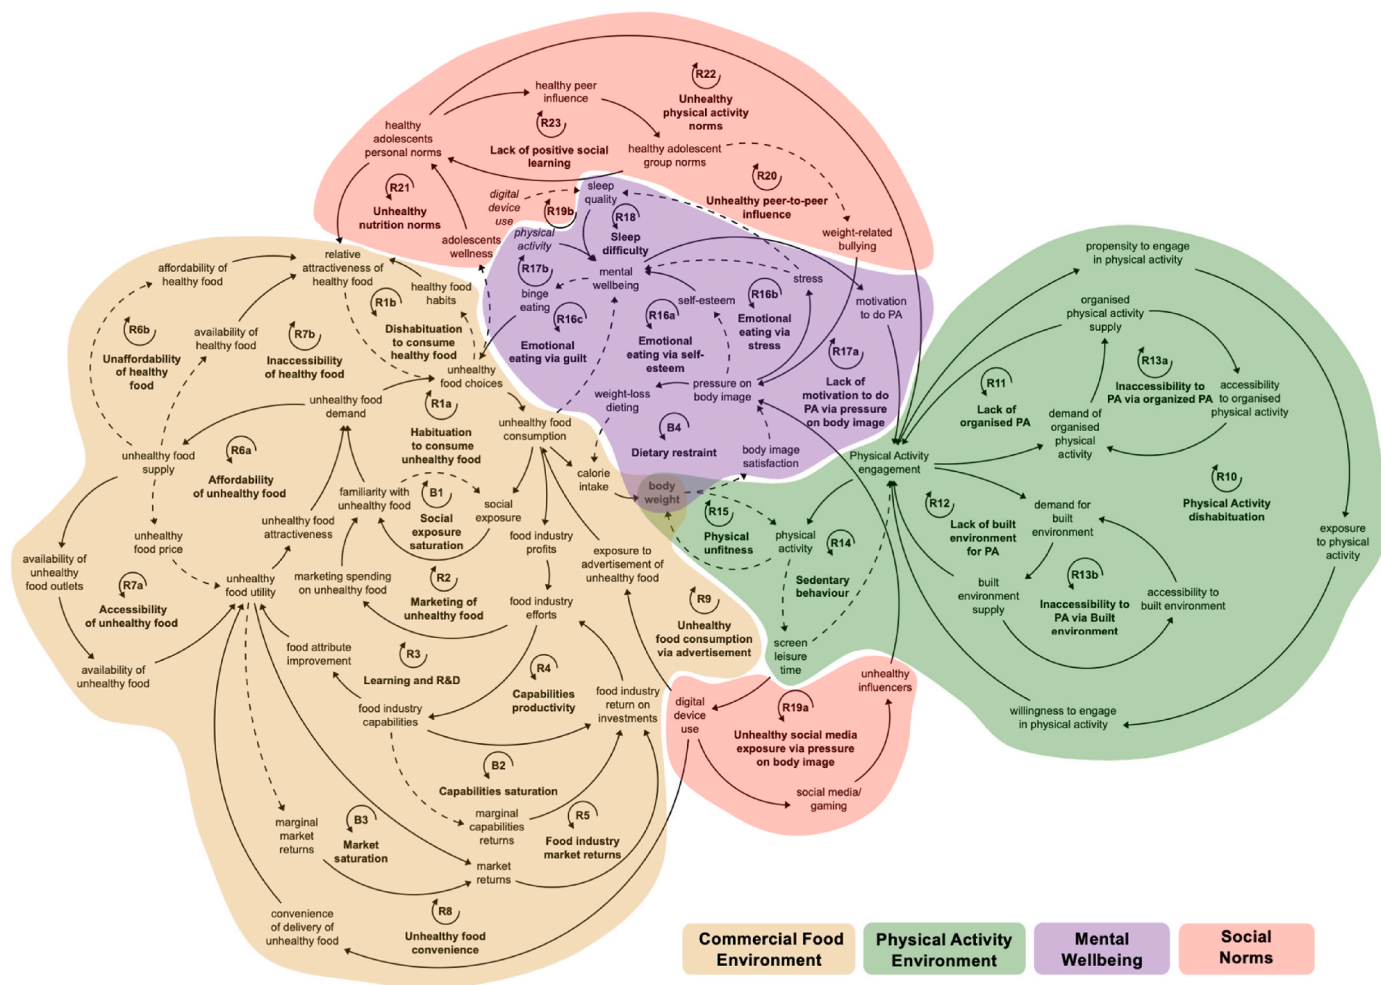 R22
Unhealthy
physical activity
norms
healthy peer
influence
R23
Lack of positive social
learning
healthy
adolescents
personal norms
healthy adolescent
group norms
R20
Unhealthy peer-to-peer
influence
R21
Unhealthy
nutrition norms
digital
device
use
R19b
sleep
quality
R18
Sleep
difficulty
weight-related
bullying
adolescents
wellness
physical
activity
R17b
mental
wellbeing
binge
eating
R16c
Emotional
eating via guilt
self-esteem
R16a
Emotional
eating via self-
esteem
R16b
Emotional
eating via
stress
stress
motivation
to do PA
R17a
Lack of
motivation to do
PA via pressure
on body image
pressure on
body image
weight-loss
dieting
B4
Dietary restraint
body image
satisfaction
calorie
intake
body
weight
relative
attractiveness of
healthy food
affordability of
healthy food
R6b
Unaffordability
of healthy
food
availability of
healthy food
R7b
Inaccessibility
of healthy food
R1b
Dishabituation
to consume
healthy food
healthy food
habits
unhealthy
food choices
R1a
Habituation
to consume
unhealthy food
unhealthy food
demand
unhealthy food
consumption
unhealthy food
supply
R6a
Affordability
of unhealthy food
familiarity with
unhealthy food
B1
Social
exposure
saturation
social
exposure
unhealthy food
attractiveness
unhealthy
food price
food industry
profits
exposure to
advertisement of
unhealthy food
availability of
unhealthy
food outlets
R7a
Accessibility
of unhealthy food
unhealthy
food utility
marketing spending
on unhealthy food
R2
Marketing of
unhealthy food
food industry
efforts
R9
Unhealthy
food consumption
via advertisement
availability of
unhealthy food
food attribute
improvement
R3
Learning and R&D
R4
Capabilities
productivity
food industry
capabilities
food industry
return on
investments
B2
Capabilities saturation
marginal
capabilities
returns
R5
Food industry
market returns
marginal
market
returns
B3
Market
saturation
market
returns
R8
Unhealthy food
convenience
convenience
of delivery of
unhealthy food
propensity to engage
in physical activity
organised
physical activity
supply
R13a
Inaccessibility to
PA via organized PA
R11
Lack of
organised PA
accessibility
to organised
physical activity
demand of
organised
physical
activity
Physical Activity
engagement
R10
Physical Activity
dishabituation
R12
Lack of built
environment
for PA
demand for
built
environment
exposure
to physical
activity
R15
Physical
unfitness
physical
activity
R14
Sedentary
behaviour
R13b
Inaccessibility to
PA via Built
environment
built
environment
supply
accessibility to
built environment
screen
leisure
time
willingness to engage
in physical activity
unhealthy
influencers
digital
device
use
R19a
Unhealthy social media
exposure via pressure
on body image
social media/
gaming
Commercial Food
Environment
Physical Activity
Environment
Mental
Wellbeing
Social
Norms